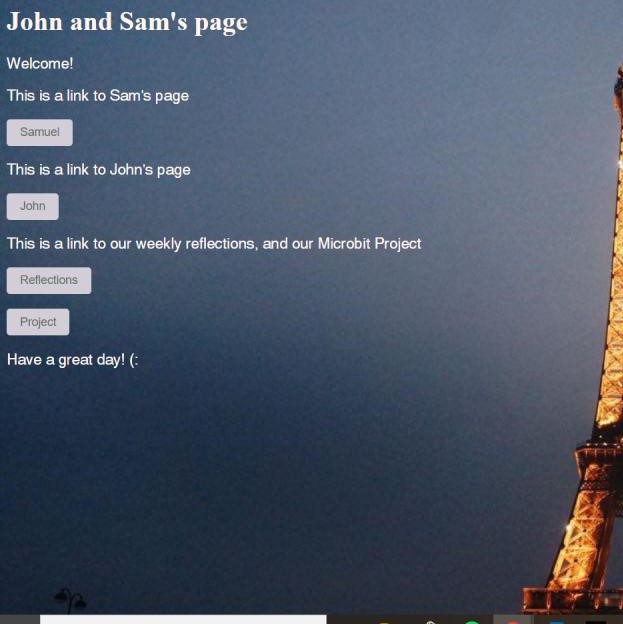 John and Sam's page
Welcome!
This is a link to Sam's page
Samuel
This is a link to John's page
John
This is a link to our weekly reflections, and our Microbit Project
Reflections
Project
Have a great day! (: